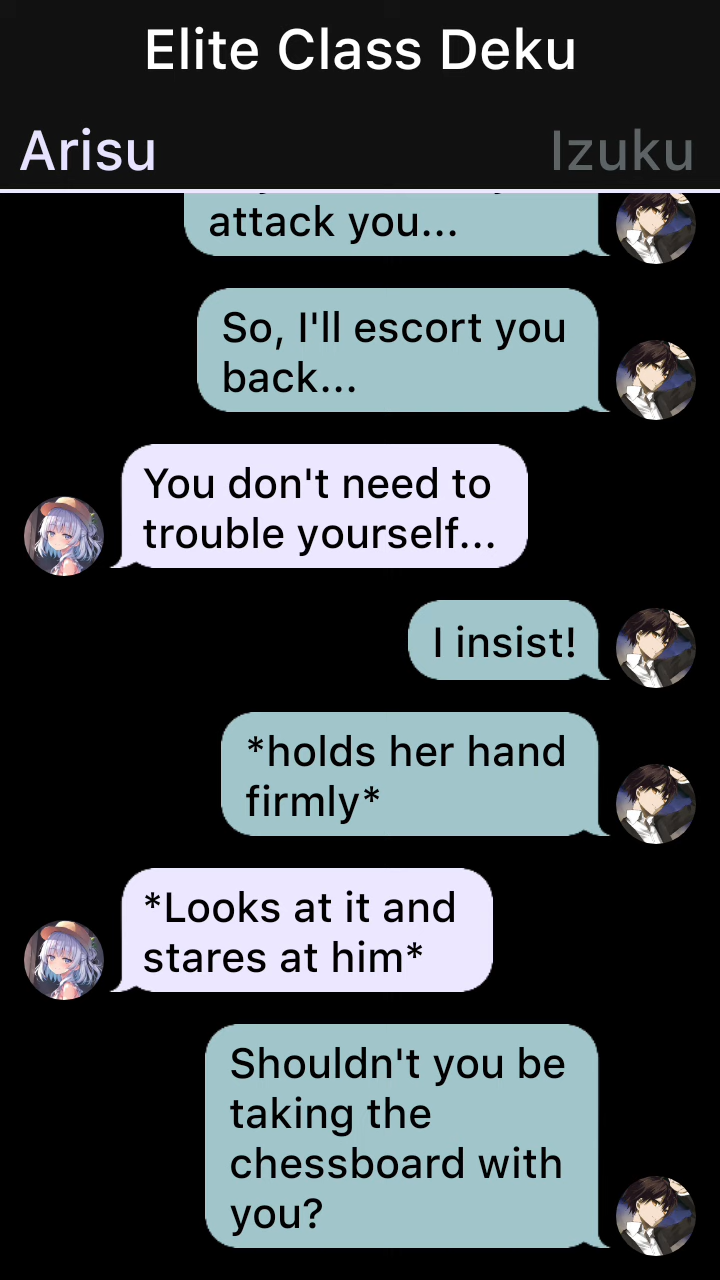 Elite Class Deku
Arisu
Izuku
attack you...
So, I'll escort you
back...
You don't need to
trouble yourself...
I insist!
*holds her hand
firmly*
*Looks at it and
stares at him*
Shouldn't you be
taking the
chessboard with
you?